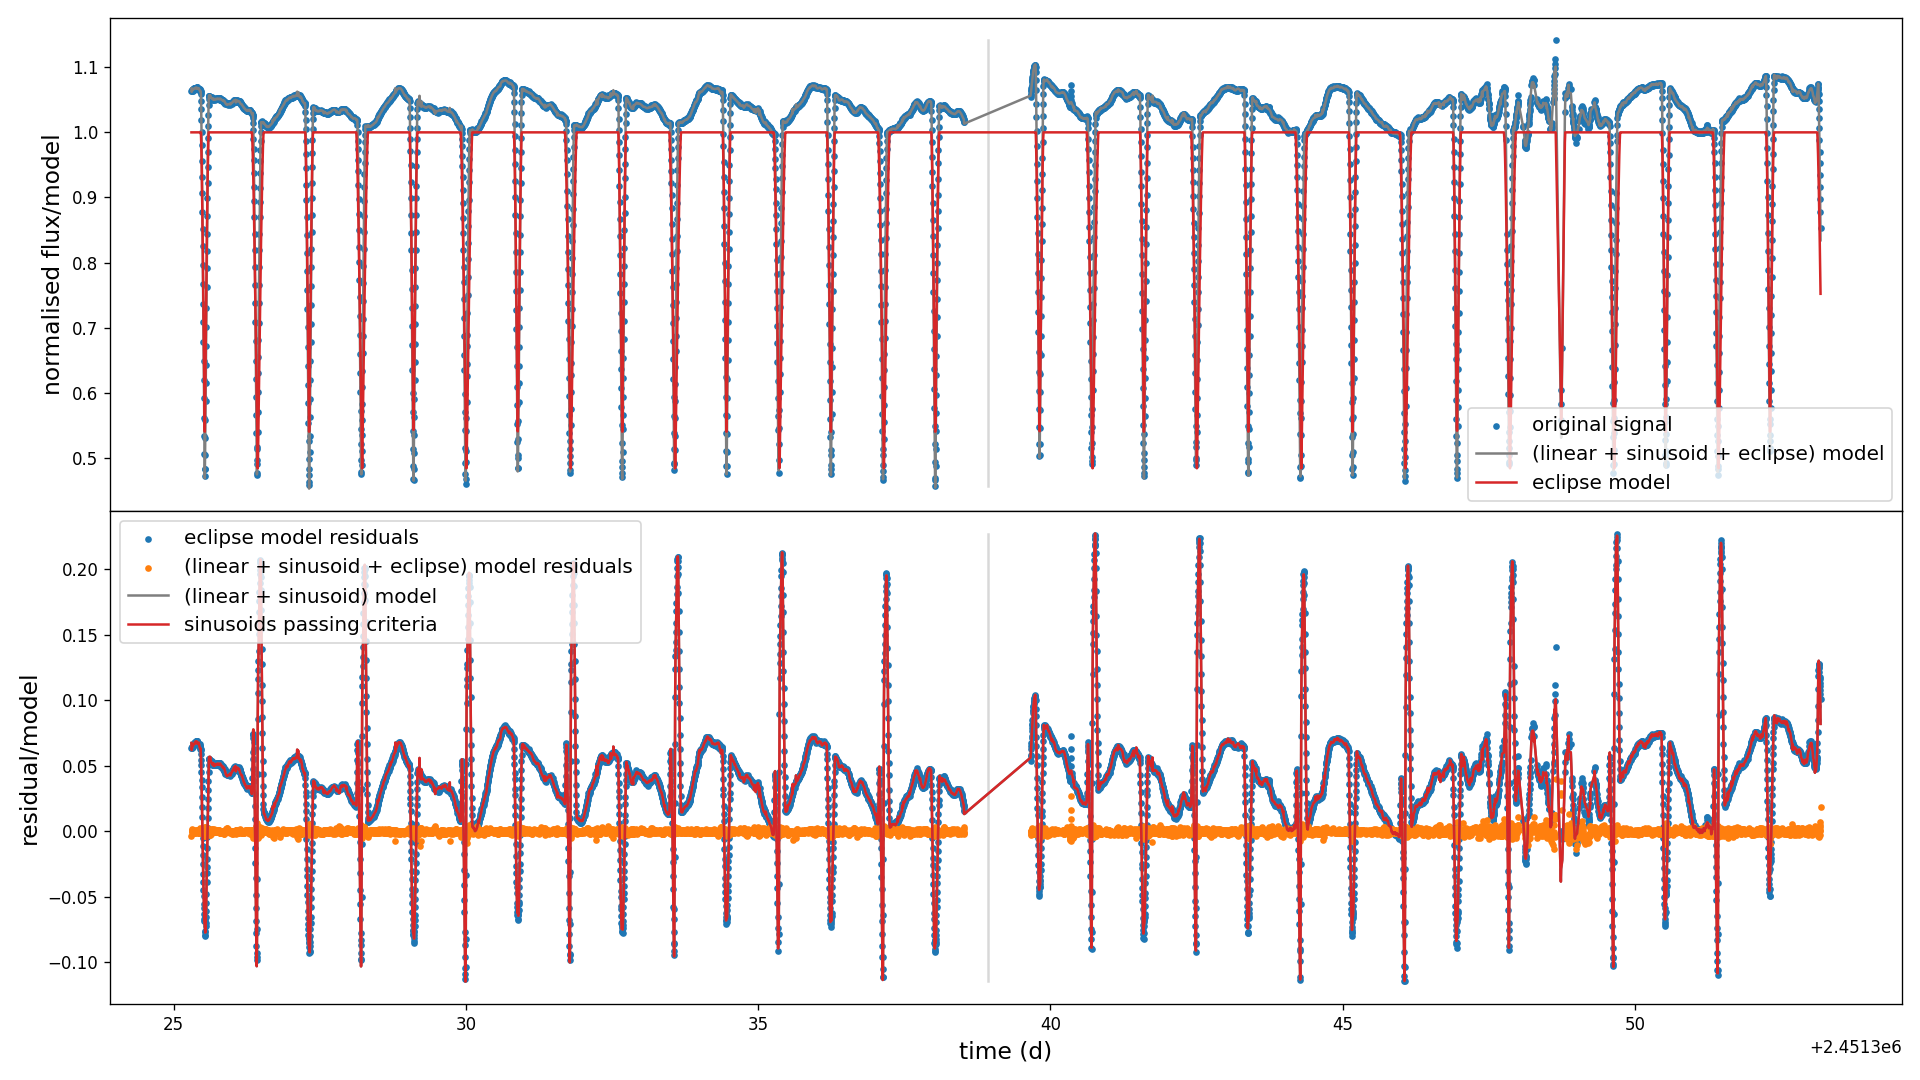 normalised flux/model
1.1
1.0
0.9
0.8
0.7
0.6
0.5
original signal
(linear + sinusoid + eclipse) model
eclipse model
residual/model
0.20
0.15
0.10
0.05
0.00
−0.05
−0.10
eclipse model residuals
(linear + sinusoid + eclipse) model residuals
(linear + sinusoid) model
sinusoids passing criteria
25
30
35
40
45
50
time (d)
+2.4513e6